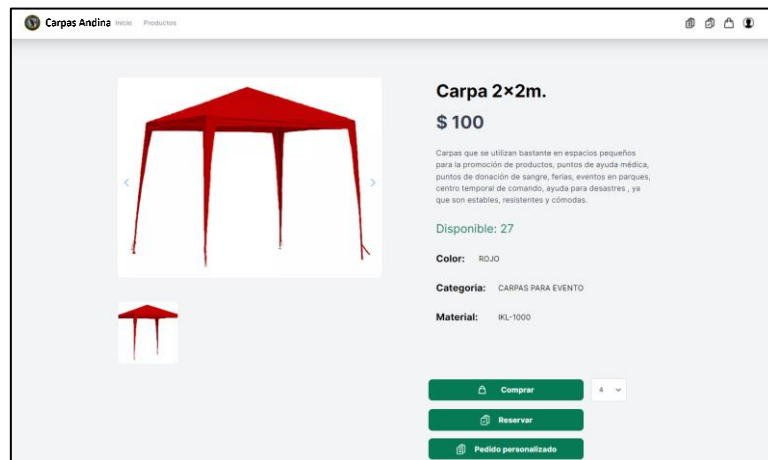 Carpas Andina Inicio Productos
Carpa 2×2m.
$ 100
Carpas que se utilizan bastante en espacios pequeños
para la promoción de productos, puntos de ayuda médica,
puntos de donación de sangre, ferias, eventos en parques,
centro temporal de comando, ayuda para desastres , ya
que son estables, resistentes y cómodas.
Disponible: 27
Color: ROJO
Categoria: CARPAS PARA EVENTO
Material: IKL-1000
Comprar 4
Reservar
Pedido personalizado